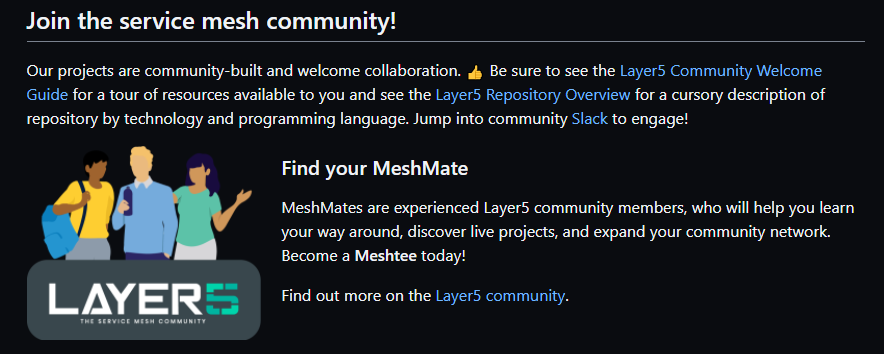 Join the service mesh community!
Our projects are community-built and welcome collaboration. 👍 Be sure to see the Layer5 Community Welcome
Guide for a tour of resources available to you and see the Layer5 Repository Overview for a cursory description of
repository by technology and programming language. Jump into community Slack to engage!
Find your MeshMate
MeshMates are experienced Layer5 community members, who will help you learn
your way around, discover live projects, and expand your community network.
Become a Meshtee today!
Find out more on the Layer5 community.
LAYER5
THE SERVICE MESH COMMUNITY